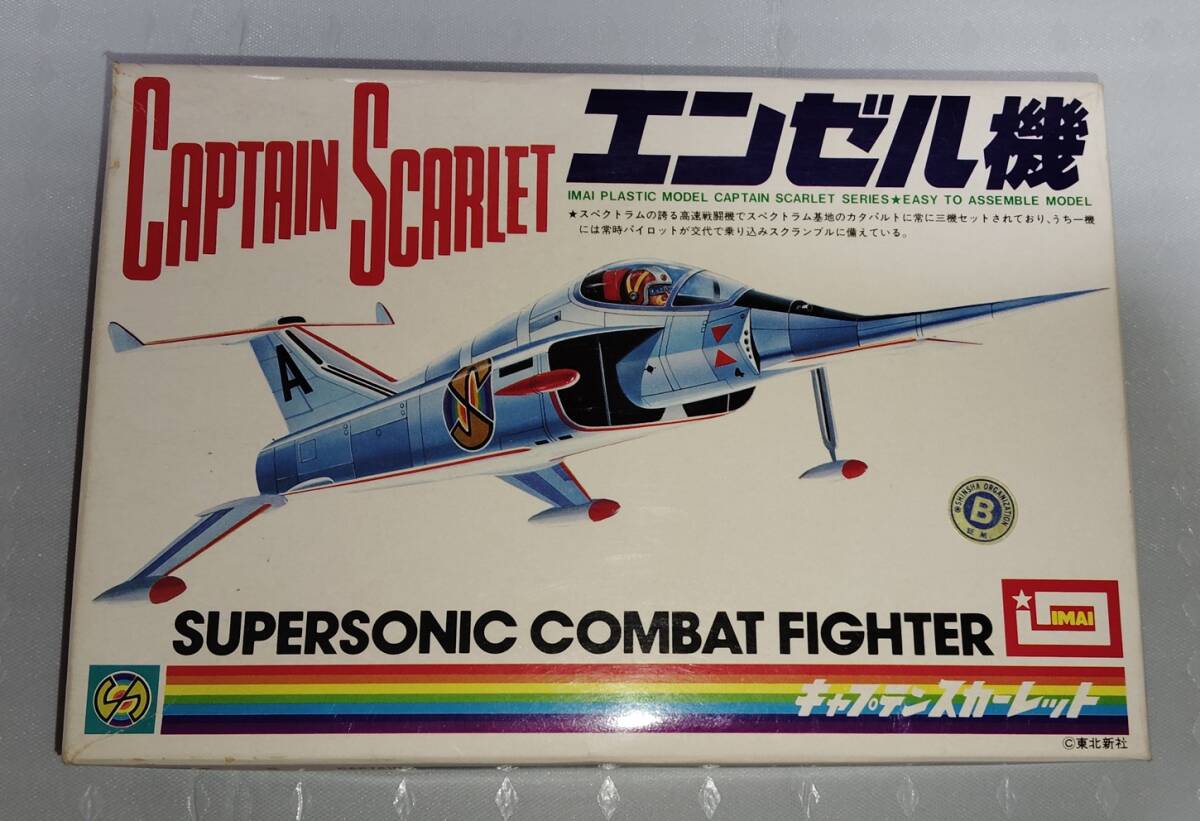 CAPTAIN SCARLET
エンゼル機
IMAI PLASTIC MODEL CAPTAIN SCARLET SERIES★EASY TO ASSEMBLE MODEL
★スペクトラムの誇る高速戦闘機でスペクトラム基地のカタパルトに常に三機セットされており、うち一機
には常時パイロットが交代で乗り込みスクランブルに備えている。
A
S
4
SHINSHA ORGANIZATION
B
SUPERSONIC COMBAT FIGHTER
IMAI
キャプテンスカーレット
©東北新社